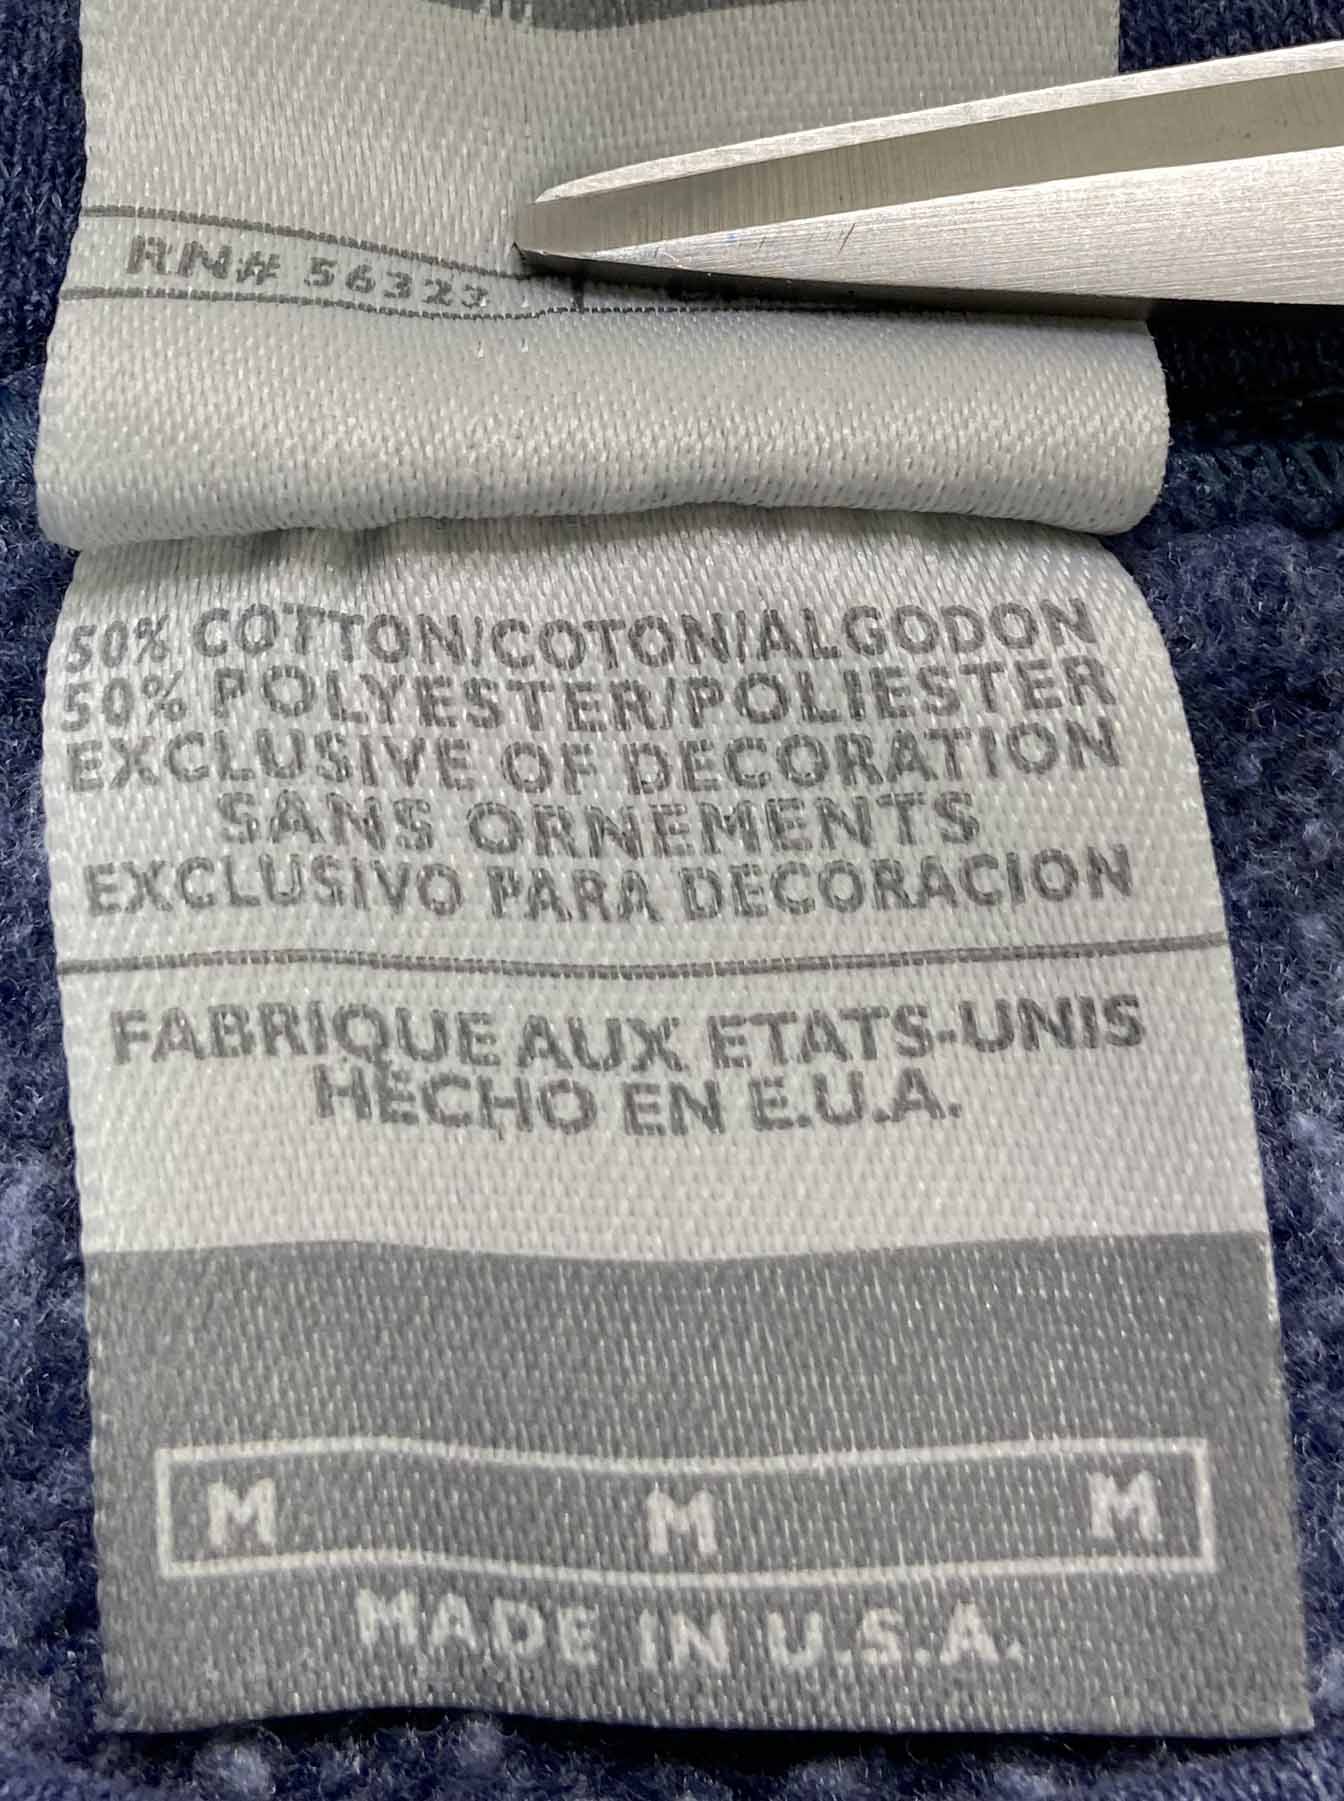 RN# 56323
50% COTTON/COTON/ALGODON
50% POLYESTER/POLIESTER
EXCLUSIVE OF DECORATION
SANS ORNEMENTS
EXCLUSIVO PARA DECORACION
FABRIQUE AUX ETATS-UNIS
HECHO EN E.U.A.
M M M
MADE IN U.S.A.